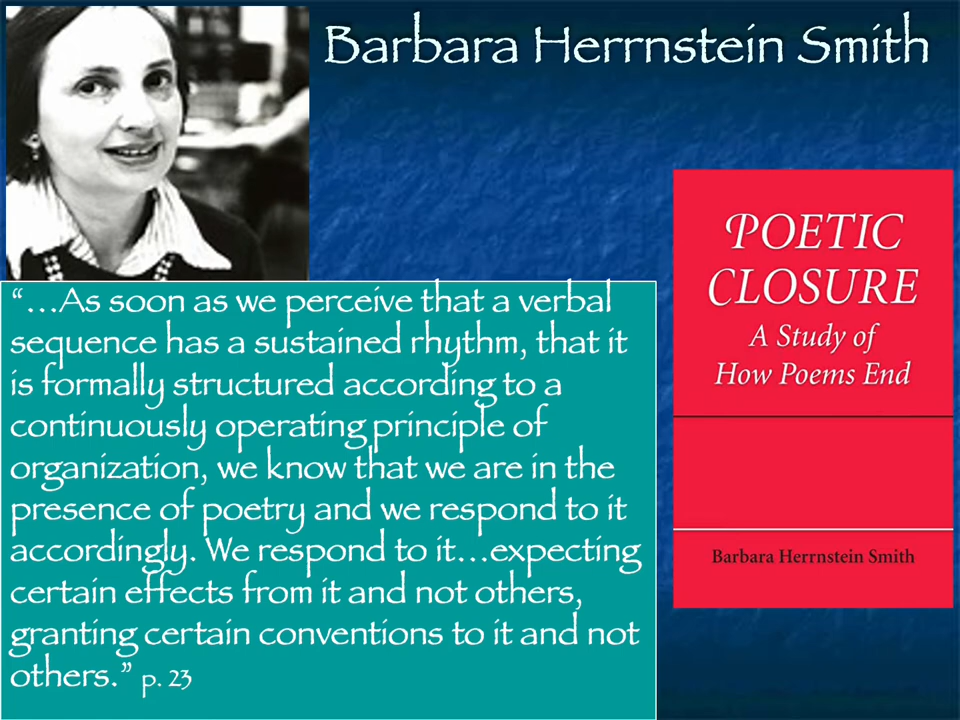 Barbara Herrnstein Smith
POETIC
CLOSURE
A Study of
How Poems End
Barbara Herrnstein Smith
“...As soon as we perceive that a verbal
sequence has a sustained rhythm, that it
is formally structured according to a
continuously operating principle of
organization, we know that we are in the
presence of poetry and we respond to it
accordingly. We respond to it...expecting
certain effects from it and not others,
granting certain conventions to it and not
others.” p. 23